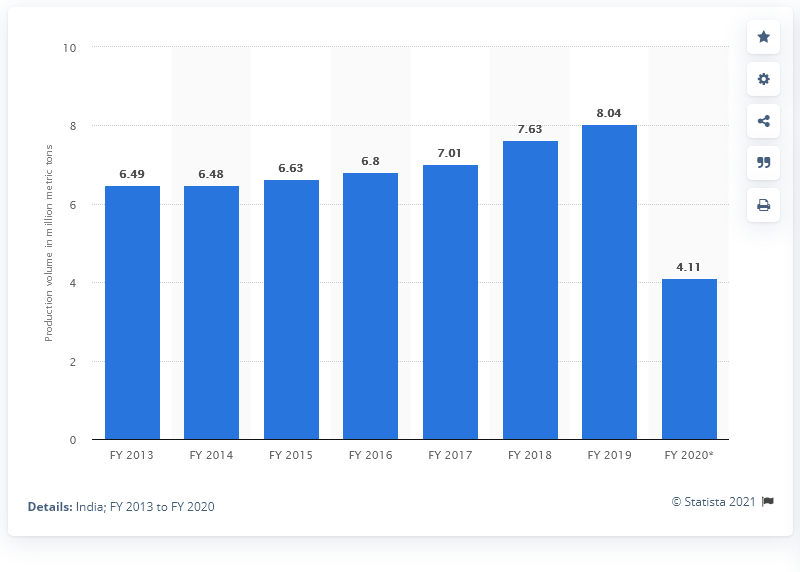 10
8
6
4
2
0
Production volume in million metric tons
6.49
6.48
6.63
6.8
7.01
7.63
8.04
4.11
FY 2013
FY 2014
FY 2015
FY 2016
FY 2017
FY 2018
FY 2019
FY 2020*
Details: India; FY 2013 to FY 2020
© Statista 2021